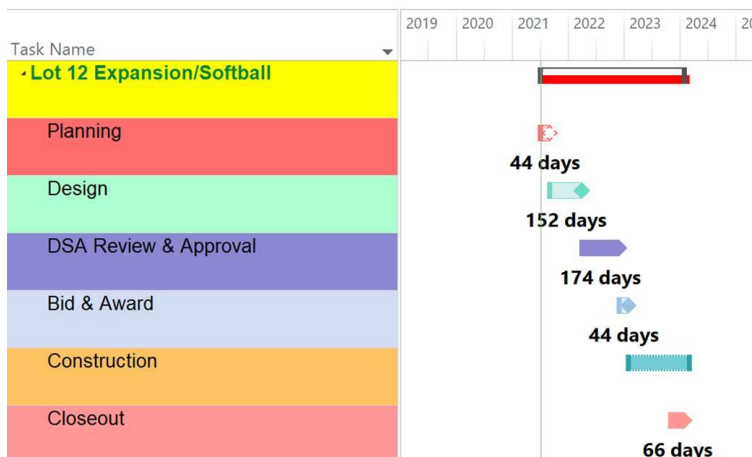 2019 2020 2021 2022 2023 2024 20
Task Name
Lot 12 Expansion/Softball
Planning
44 days
Design
152 days
DSA Review & Approval
174 days
Bid & Award
44 days
Construction
Closeout
66 days